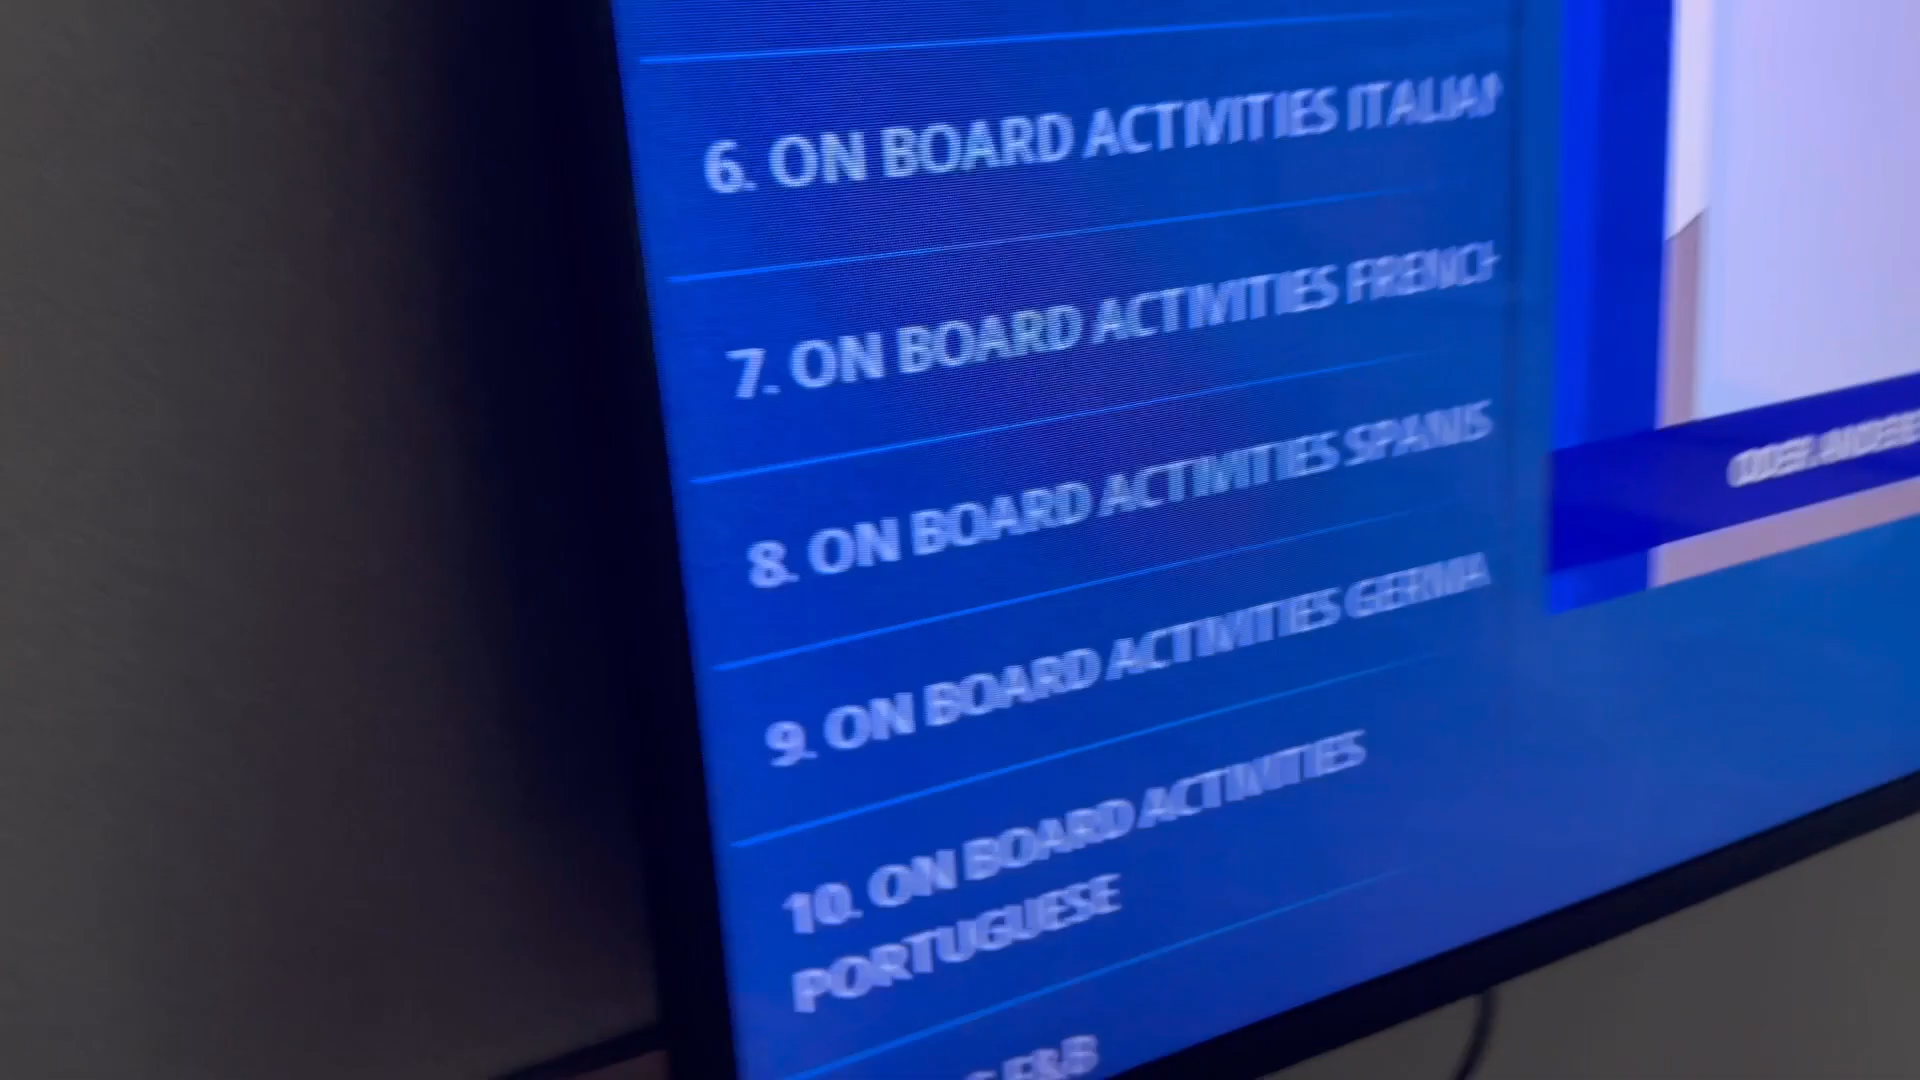 6. ON BOARD ACTIVITIES ITALIAN
7. ON BOARD ACTIVITIES FRENCH
8. ON BOARD ACTIVITIES SPANIS
9. ON BOARD ACTIVITIES GERMA
10. ON BOARD ACTIVITIES
PORTUGUESE
F&B